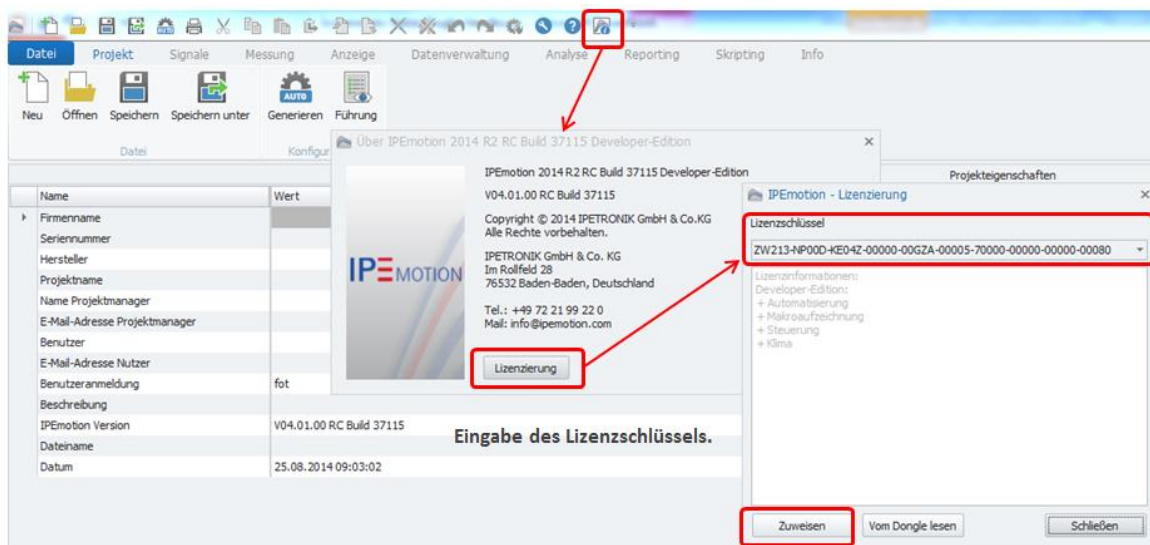 Datei Projekt Signale Messung Anzeige Datenverwaltung Analyse Reporting Skripting Info
AUTO
Neu Öffnen Speichern Speichern unter Generieren Führung
Datei Konfigur
Über IPEmotion 2014 R2 RC Build 37115 Developer-Edition
IPEmotion 2014 R2 RC Build 37115 Developer-Edition
V04.01.00 RC Build 37115
Copyright © 2014 IPETRONIK GmbH & Co.KG
Alle Rechte vorbehalten.
IPETRONIK GmbH & Co. KG
Im Rollfeld 28
76532 Baden-Baden, Deutschland
Tel.: +49 72 21 99 22 0
Mail: info@ipemotion.com
IPEMOTION
Lizenzierung
Projekteigenschaften
Name Wert
Firmenname
Seriennummer
Hersteller
Projektname
Name Projektmanager
E-Mail-Adresse Projektmanager
Benutzer
E-Mail-Adresse Nutzer
Benutzeranmeldung fot
Beschreibung
IPEmotion Version V04.01.00 RC Build 37115
Dateiname
Datum 25.08.2014 09:03:02
Eingabe des Lizenzschlüssels.
IPEmotion - Lizenzierung
Lizenzschlüssel
ZW213-NP00D-KE04Z-00000-00GZA-00005-70000-00000-00000-00080
Lizenzinformationen:
Developer-Edition:
+ Automatisierung
+ Makroaufzeichnung
+ Steuerung
+ Klima
Zuweisen Vom Dongle lesen Schließen